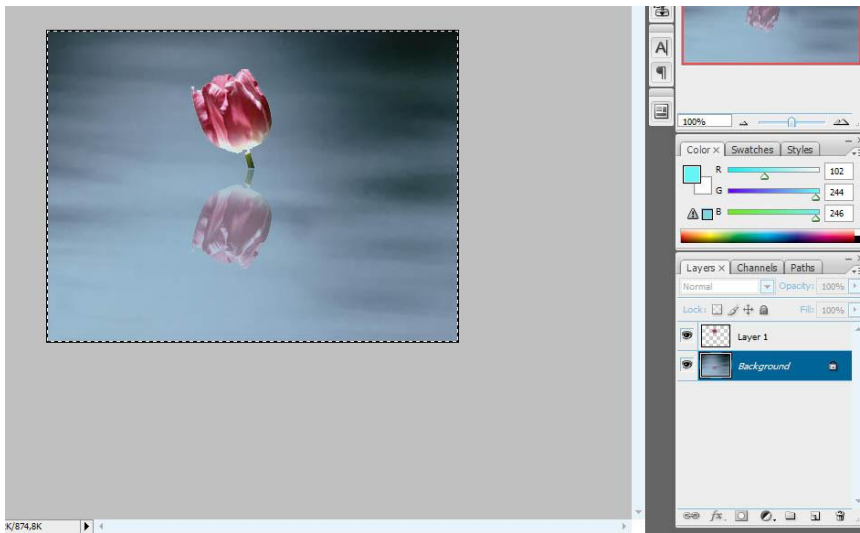 A
100%
Color × Swatches Styles
R 102
G 244
B 246
Layers × Channels Paths
Normal Opacity: 100%
Lock: Fill: 100%
Layer 1
Background
K/874,8K
fx.